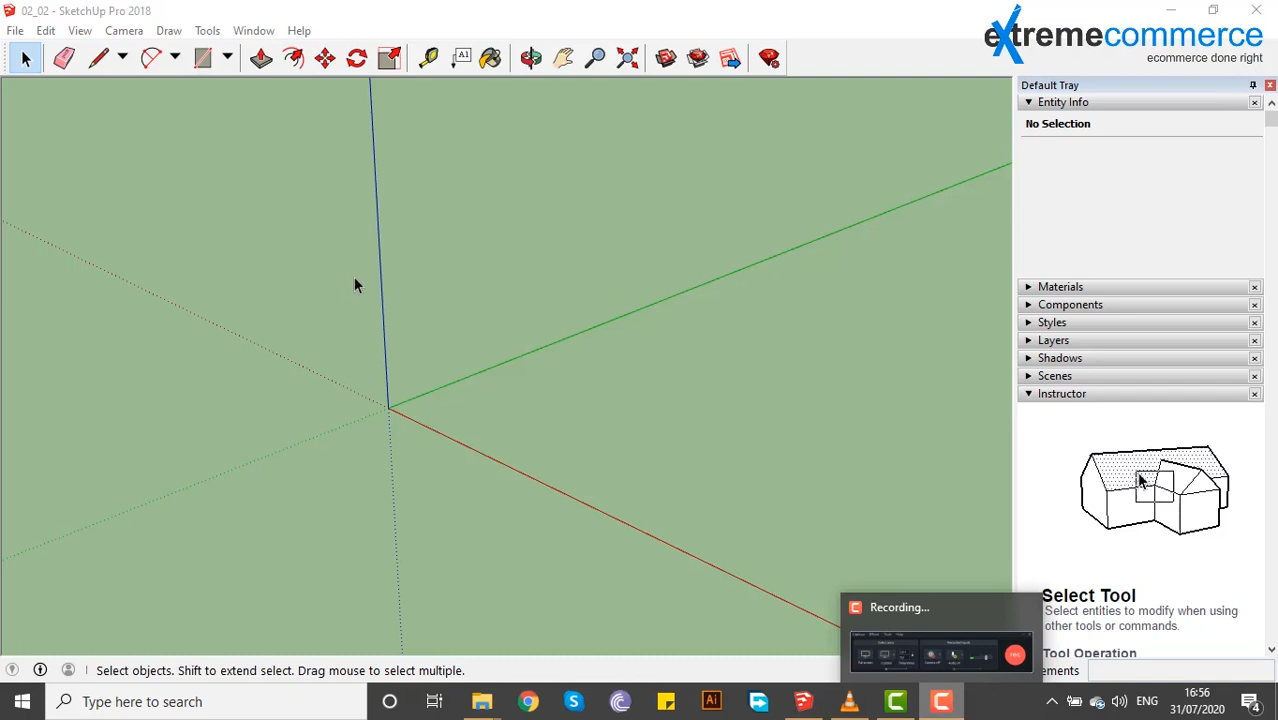 02_02 - SketchUp Pro 2018
File Edit View Camera Draw Tools Window Help
extremecommerce
ecommerce done right
A1
Default Tray
Entity Info
No Selection
Materials
Components
Styles
Layers
Shadows
Scenes
Instructor
Recording...
Select Tool
Select entities to modify when using
other tools or commands.
Tool Operation
Select objects. Shift to extend select. Drag mouse to select multiple.
ements
Type here to search
Ai
ENG
16:56
31/07/2020
4